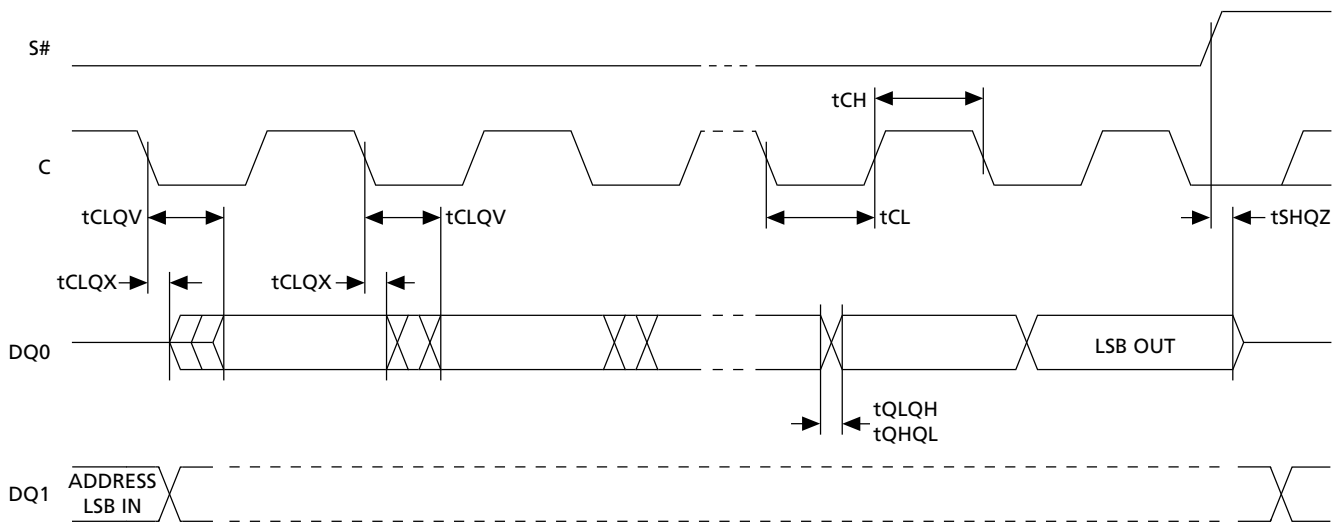 S#
tCH
C
tCLQV
tCLQV
tCL
tSHQZ
tCLQX
tCLQX
DQ0
LSB OUT
tQLQH
tQHQL
DQ1
ADDRESS
LSB IN